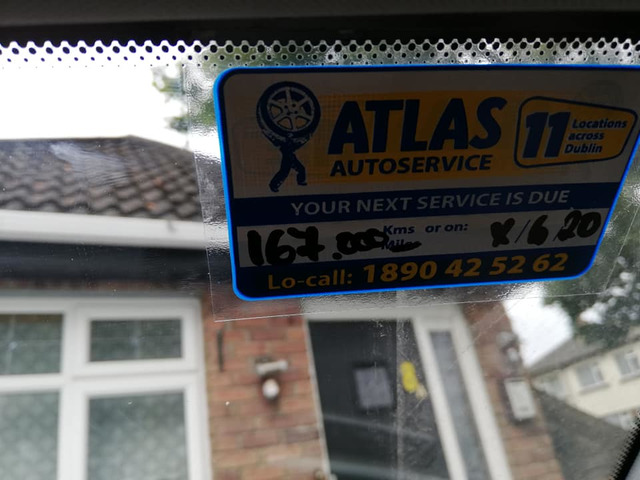 ATLAS
AUTOSERVICE
11 Locations
across
Dublin
YOUR NEXT SERVICE IS DUE
167.000 Kms or on: X/6/20
Lo-call: 1890 42 52 62